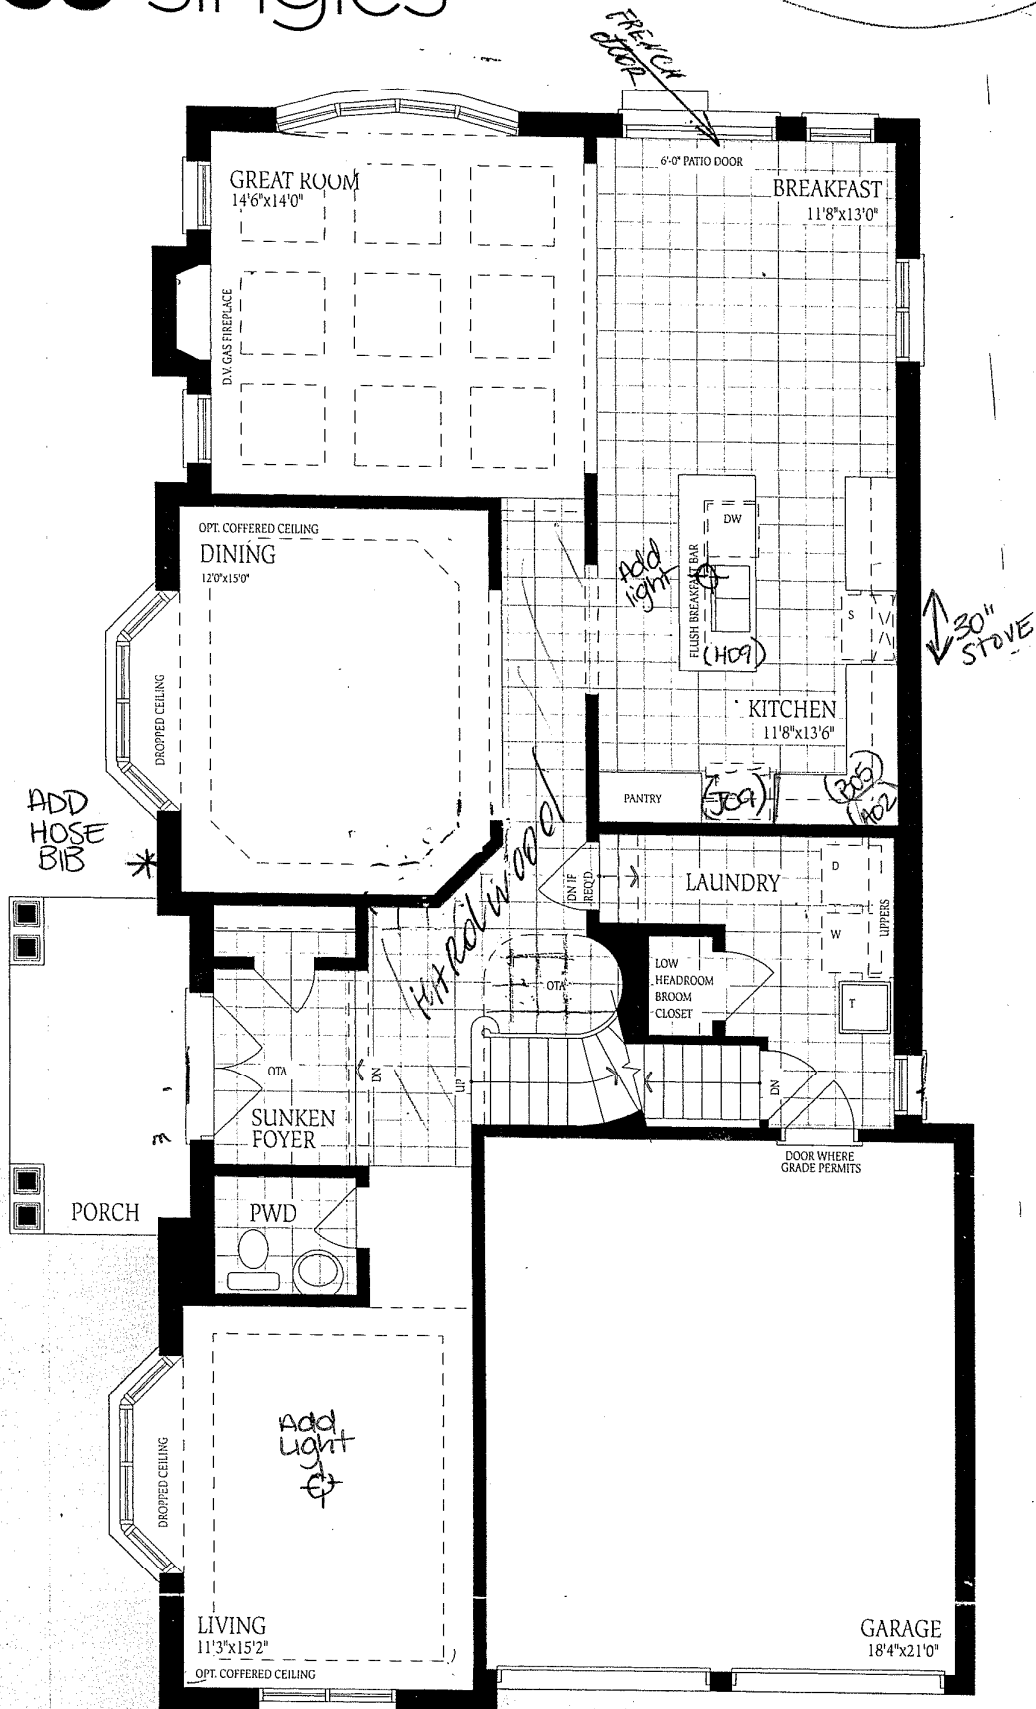 singles
FRENCH
DOOR
6'-0" PATIO DOOR
GREAT ROOM
14'6"x14'0"
BREAKFAST
11'8"x13'0"
D.V. GAS FIREPLACE
OPT. COFFERED CEILING
DINING
12'0"x15'0"
DW
Add
light
FLUSH BREAKFAST BAR
S
30"
STOVE
(H09)
DROPPED CEILING
KITCHEN
11'8"x13'6"
ADD
HOSE
BIB
PANTRY
F
(J09)
(B05)
(A02
HARDWOOD
DN IF
REQ'D
LAUNDRY
D
W
UPPERS
LOW
HEADROOM
BROOM
CLOSET
OTA
T
OTA
DN
UP
DN
SUNKEN
FOYER
DOOR WHERE
GRADE PERMITS
PORCH
PWD
Add
Light
DROPPED CEILING
LIVING
11'3"x15'2"
OPT. COFFERED CEILING
GARAGE
18'4"x21'0"